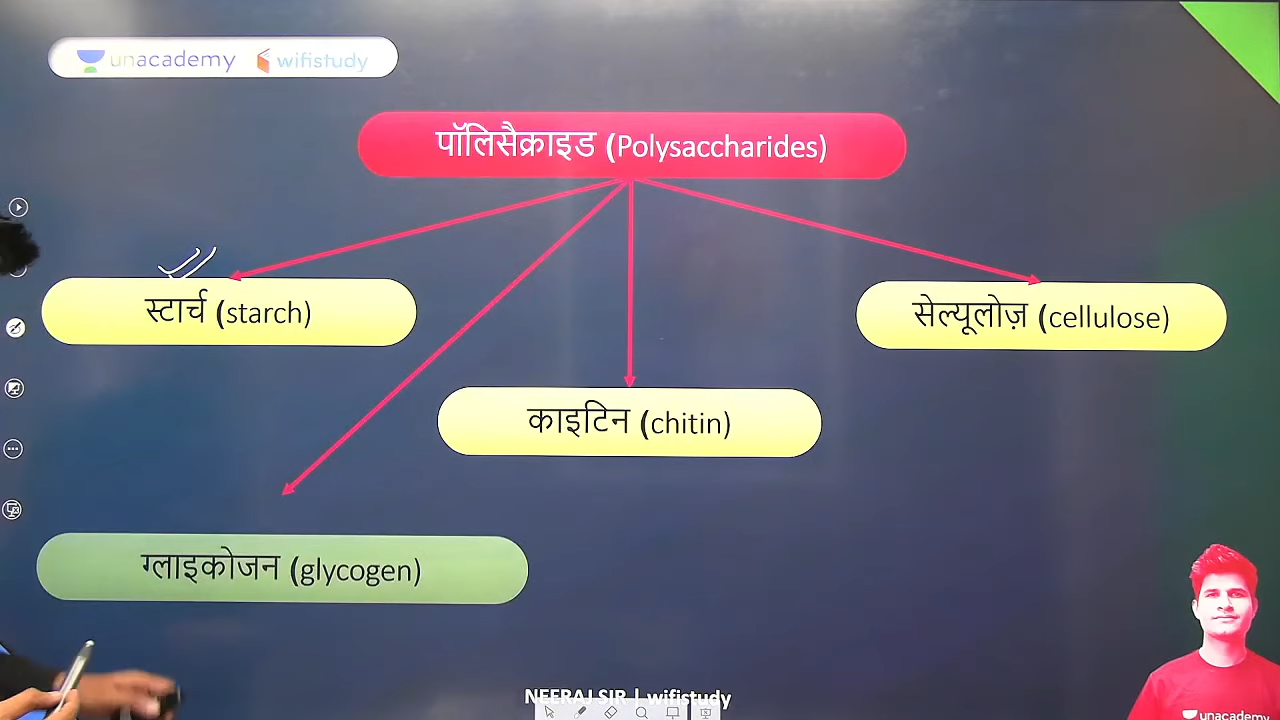 unacademy wifistudy
पॉलिसैक्राइड (Polysaccharides)
स्टार्च (starch)
सेल्यूलोज़ (cellulose)
काइटिन (chitin)
ग्लाइकोजन (glycogen)
NEERAJ SIR | wifistudy
unacademy